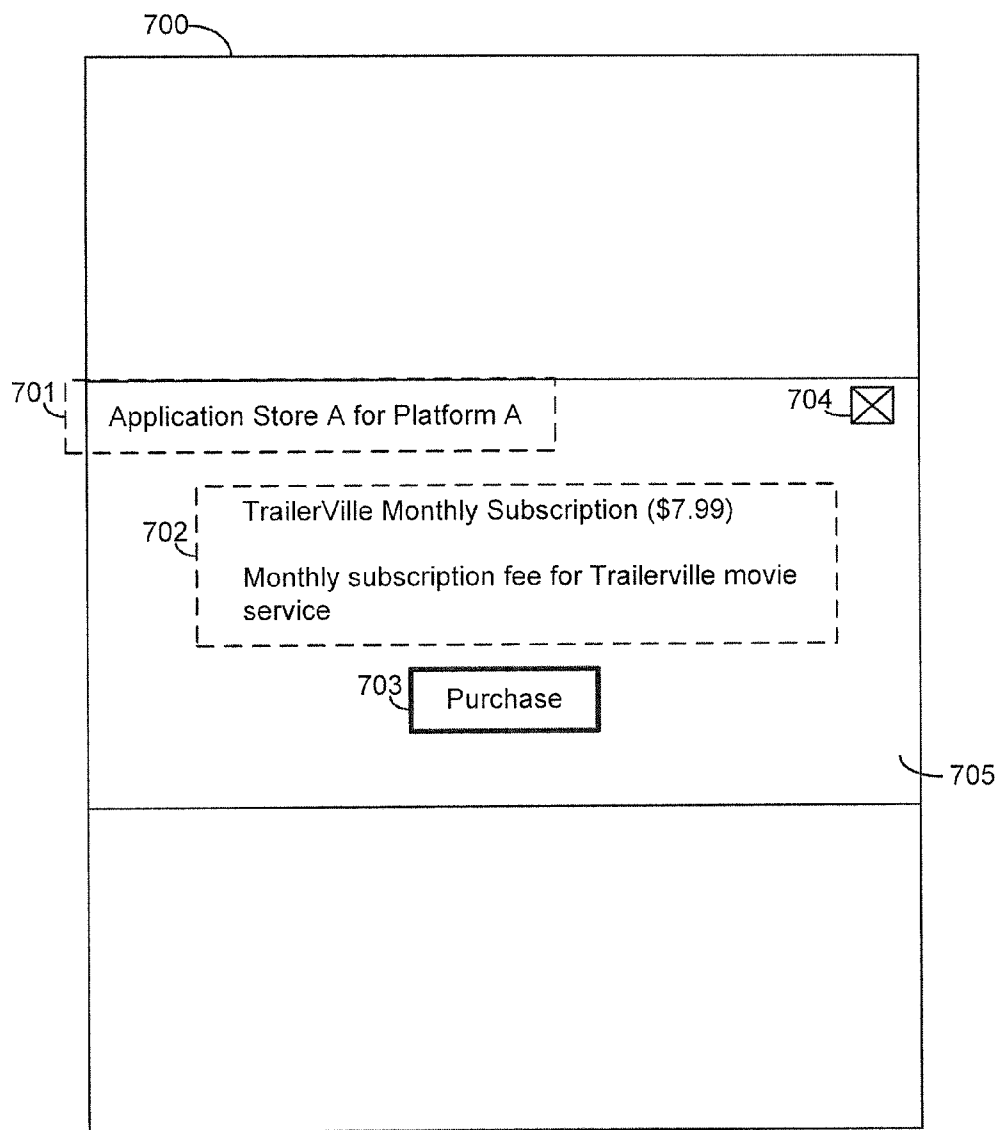 700
701
Application Store A for Platform A
704
702
TrailerVille Monthly Subscription ($7.99)
Monthly subscription fee for Trailerville movie
service
703
Purchase
705